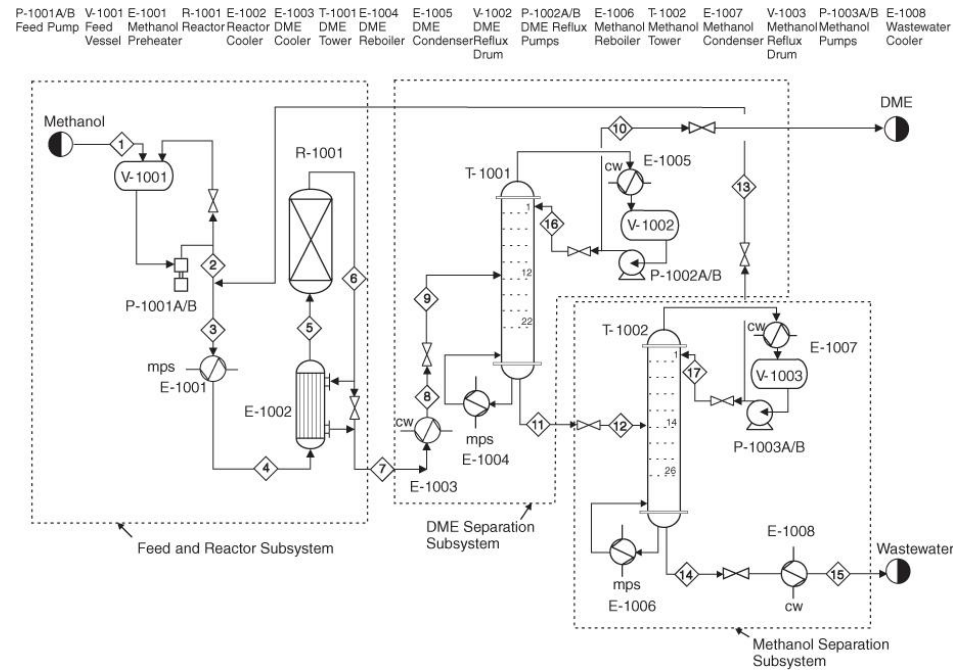 P-1001A/B V-1001 E-1001 R-1001 E-1002 E-1003 T-1001 E-1004 E-1005 V-1002 P-1002A/B E-1006 T-1002 E-1007 V-1003 P-1003A/B E-1008
Feed Pump Feed Methanol Reactor Reactor DME DME DME DME DME DME Reflux Methanol Methanol Methanol Methanol Methanol Wastewater
Vessel Preheater Cooler Cooler Tower Reboiler Condenser Reflux Pumps Reboiler Tower Condenser Reflux Pumps Cooler
Drum Drum
Methanol
1
V-1001
R-1001
2
P-1001A/B
3
mps
E-1001
4
5
6
E-1002
7
Feed and Reactor Subsystem
cw
E-1003
8
9
T-1001
1
12
22
mps
E-1004
cw
E-1005
V-1002
P-1002A/B
16
10
DME
11
12
DME Separation
Subsystem
13
T-1002
1
14
26
cw
E-1007
V-1003
P-1003A/B
17
mps
E-1006
14
E-1008
cw
15
Wastewater
Methanol Separation
Subsystem